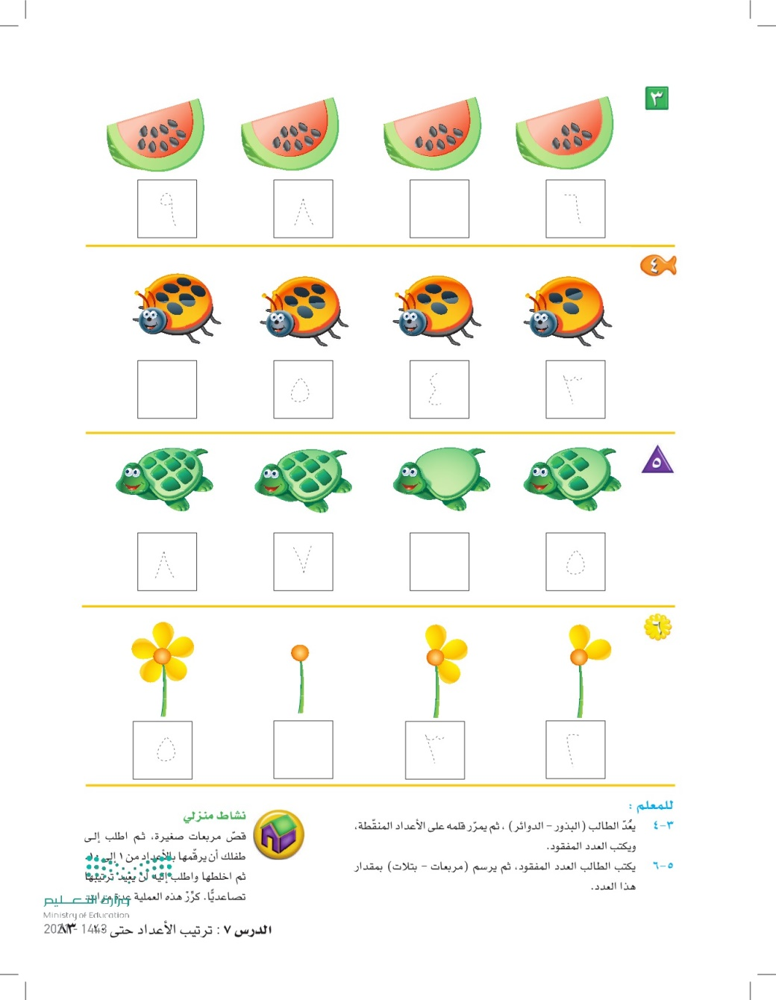 ٣
٦ ٨ ٩
٤
٣ ٤ ٥
٥
٥ ٧ ٨
٦
٢ ٣ ٥
للمعلم :
٣-٤ يعُدّ الطالب (البذور - الدوائر) ، ثم يمرّر قلمه على الأعداد المنقّطة،
ويكتب العدد المفقود.
٥-٦ يكتب الطالب العدد المفقود، ثم يرسم (مربعات - بتلات) بمقدار
هذا العدد.
نشاط منزلي
قصّ مربعات صغيرة، ثم اطلب إلى
طفلك أن يرقّمها بالأعداد من ١ إلى ١٠
ثم اخلطها واطلب إليه أن يعيد ترتيبها
تصاعديًّا. كرِّرْ هذه العملية عدة مرات.
وزارة التعليم
Ministry of Education
2021 - 1443
الدرس ٧ : ترتيب الأعداد حتى ١٠ ٨٣